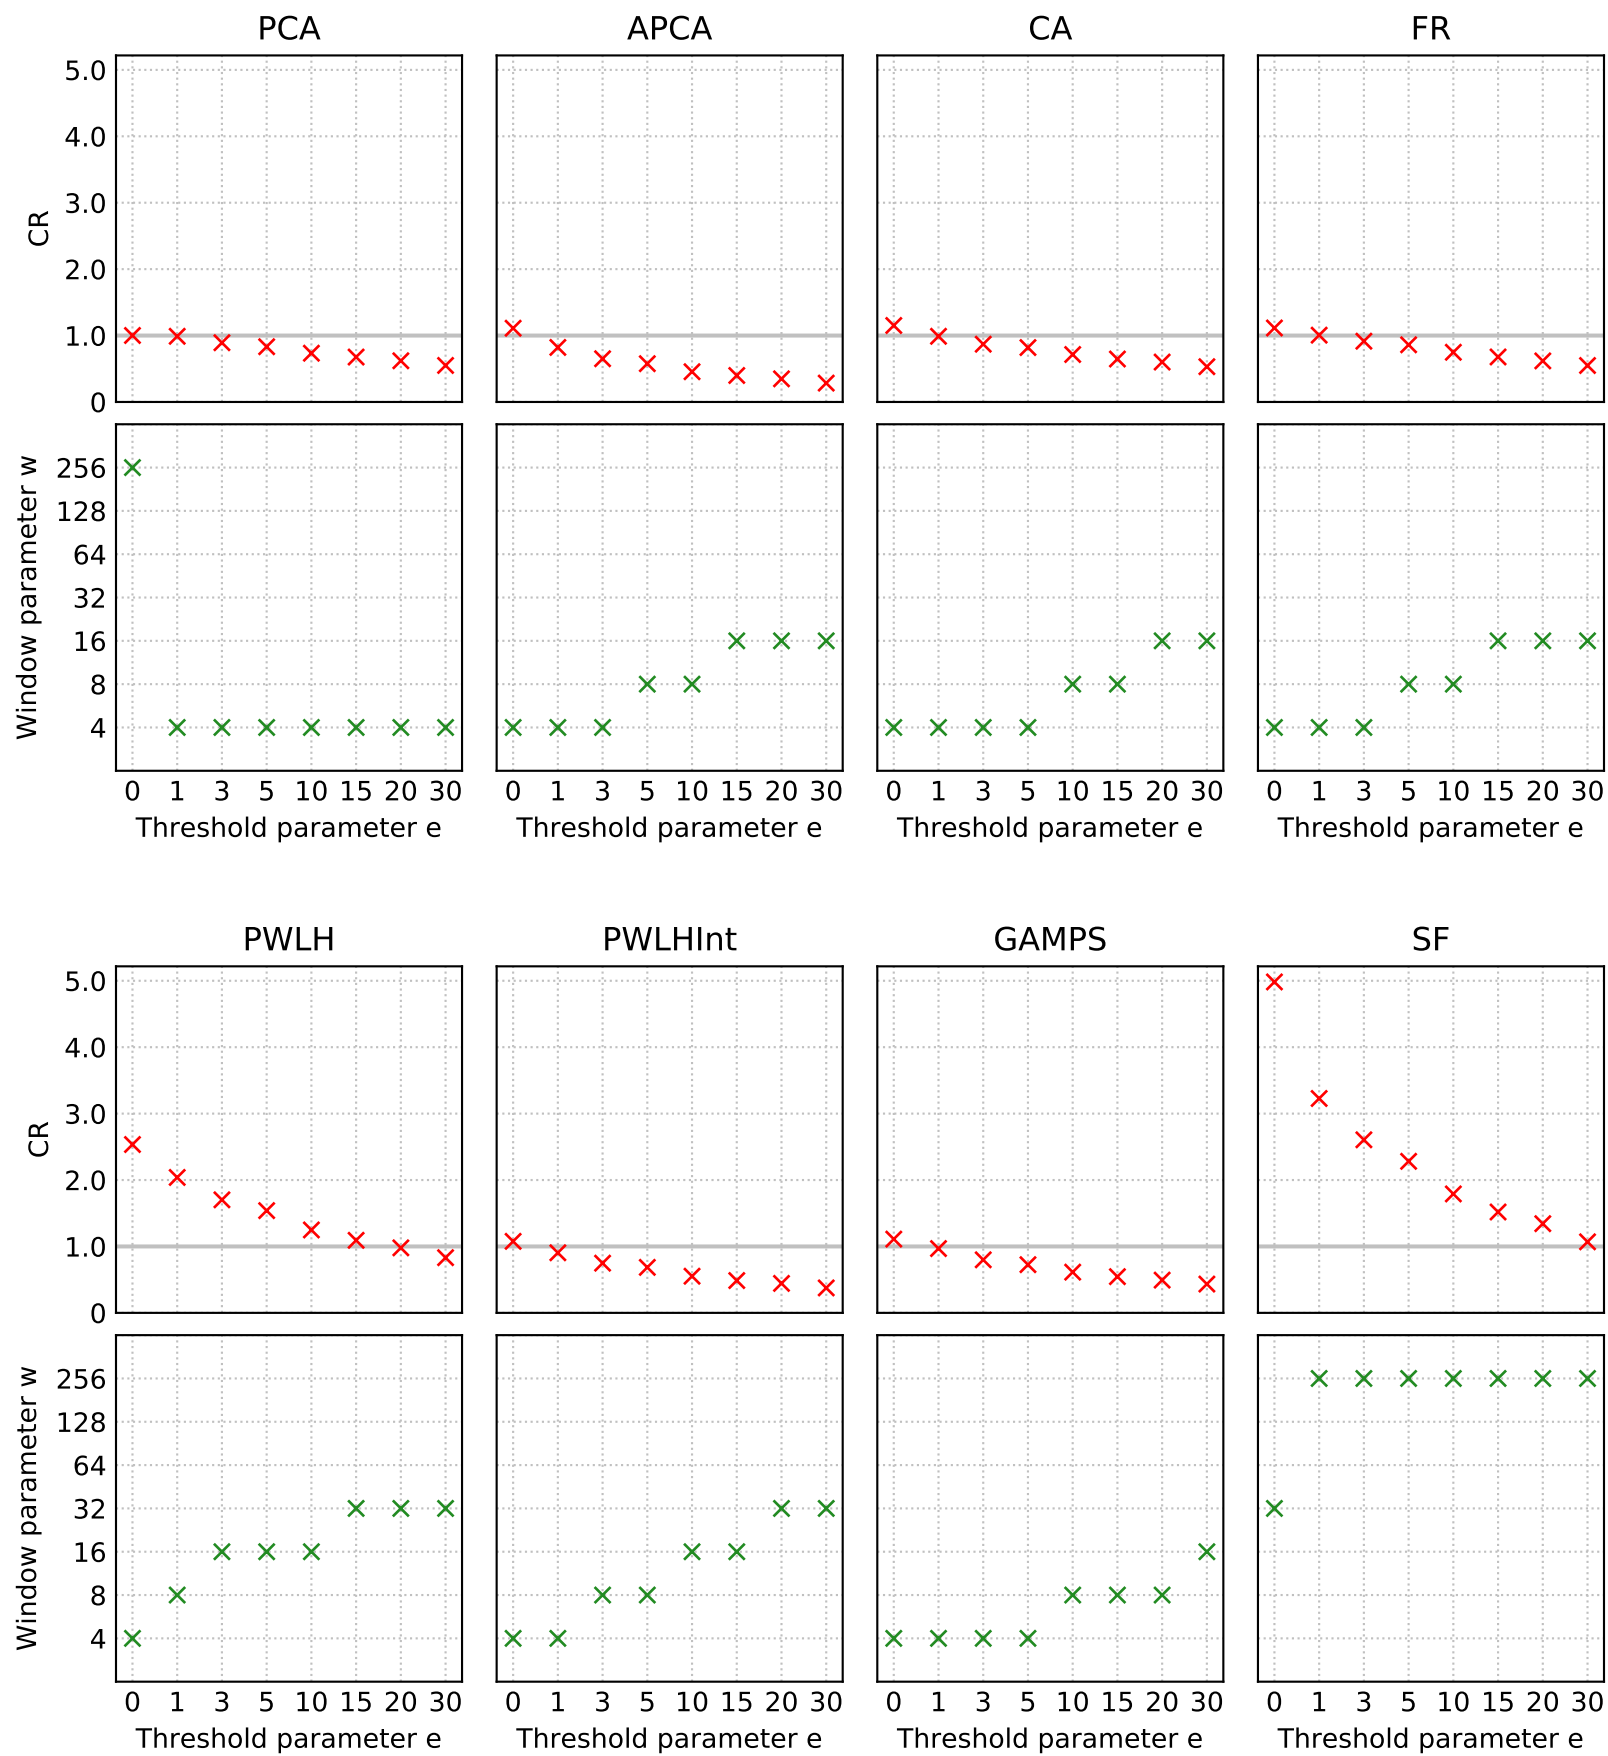 PCA APCA CA FR
5.0
4.0
3.0
2.0
1.0
0
CR
256
128
64
32
16
8
4
Window parameter w
0 1 3 5 10 15 20 30 0 1 3 5 10 15 20 30 0 1 3 5 10 15 20 30 0 1 3 5 10 15 20 30
Threshold parameter e Threshold parameter e Threshold parameter e Threshold parameter e
PWLH PWLHInt GAMPS SF
5.0
4.0
3.0
2.0
1.0
0
CR
256
128
64
32
16
8
4
Window parameter w
0 1 3 5 10 15 20 30 0 1 3 5 10 15 20 30 0 1 3 5 10 15 20 30 0 1 3 5 10 15 20 30
Threshold parameter e Threshold parameter e Threshold parameter e Threshold parameter e